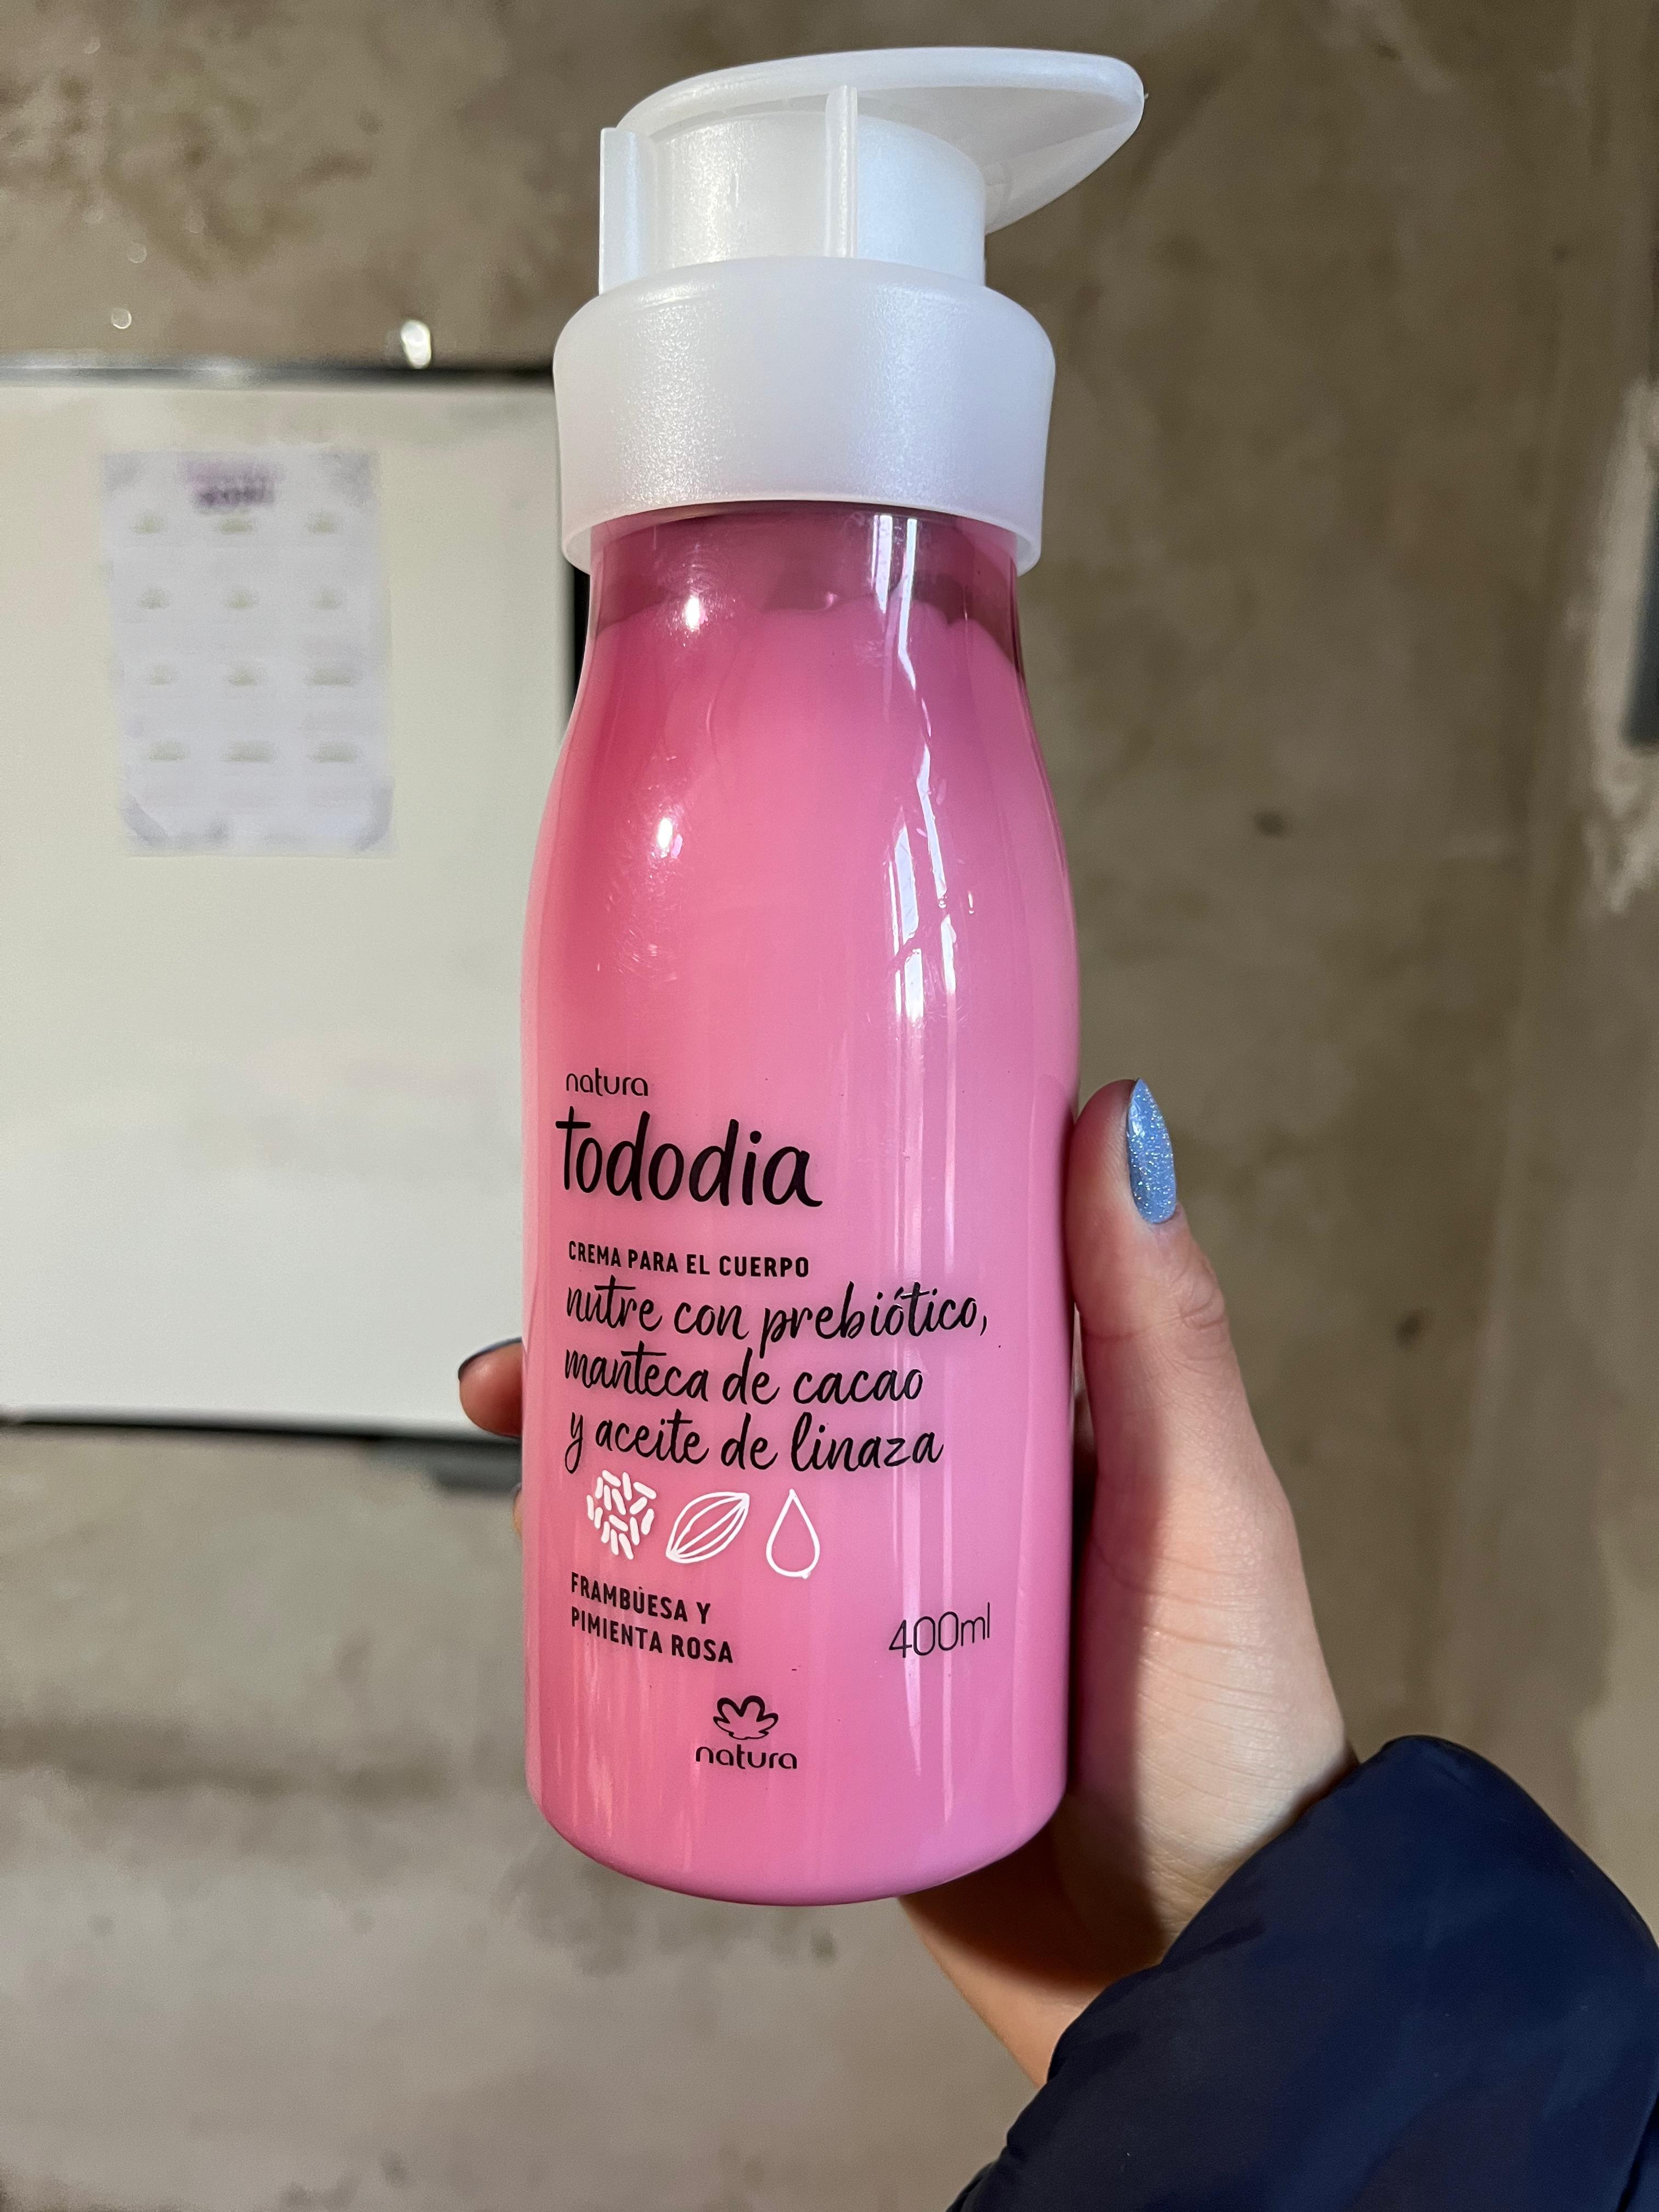 natura
tododia
CREMA PARA EL CUERPO
nutre con prebiótico,
manteca de cacao
y aceite de linaza
FRAMBUESA Y
PIMIENTA ROSA
400ml
natura